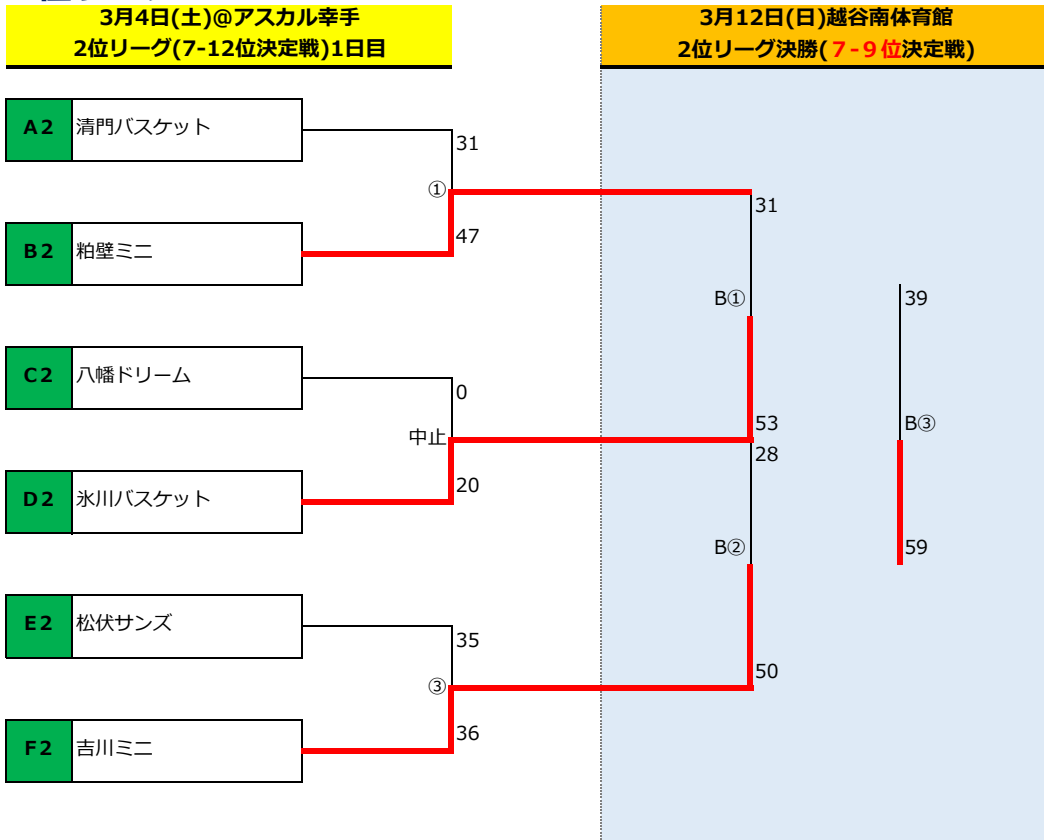 3月4日(土)@アスカル幸手
2位リーグ(7-12位決定戦)1日目
3月12日(日)越谷南体育館
2位リーグ決勝(７-９位決定戦)
A2 清門バスケット
31
①
31
B2 粕壁ミニ
47
B①
39
C2 八幡ドリーム
0
中止
53
B③
28
D2 氷川バスケット
20
B②
59
E2 松伏サンズ
35
③
50
F2 吉川ミニ
36